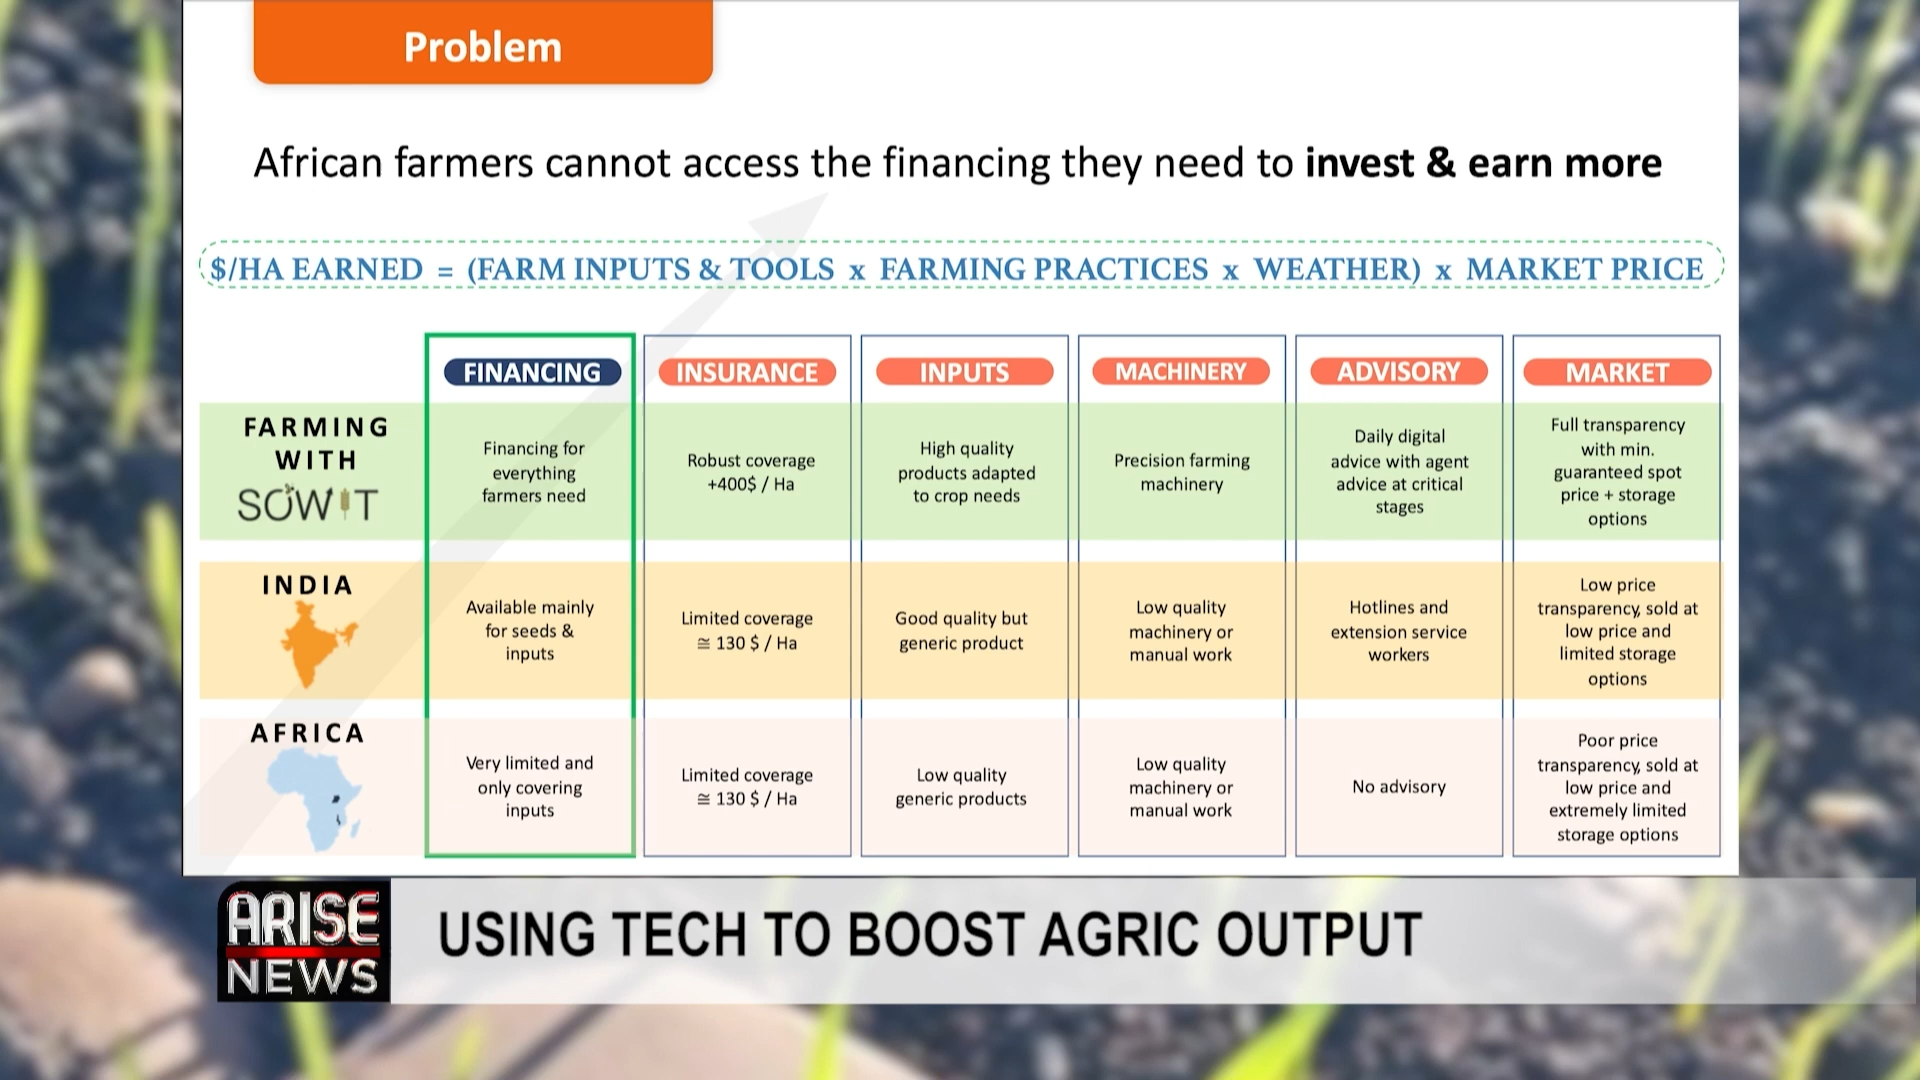 Problem
African farmers cannot access the financing they need to invest & earn more
$/HA EARNED = (FARM INPUTS & TOOLS x FARMING PRACTICES x WEATHER) x MARKET PRICE
FINANCING
INSURANCE
INPUTS
MACHINERY
ADVISORY
MARKET
FARMING
WITH
SOWIT
Financing for
everything
farmers need
Robust coverage
+400$ / Ha
High quality
products adapted
to crop needs
Precision farming
machinery
Daily digital
advice with agent
advice at critical
stages
Full transparency
with min.
guaranteed spot
price + storage
options
INDIA
Available mainly
for seeds &
inputs
Limited coverage
≅ 130 $ / Ha
Good quality but
generic product
Low quality
machinery or
manual work
Hotlines and
extension service
workers
Low price
transparency, sold at
low price and
limited storage
options
AFRICA
Very limited and
only covering
inputs
Limited coverage
≅ 130 $ / Ha
Low quality
generic products
Low quality
machinery or
manual work
No advisory
Poor price
transparency, sold at
low price and
extremely limited
storage options
ARISE
NEWS
USING TECH TO BOOST AGRIC OUTPUT